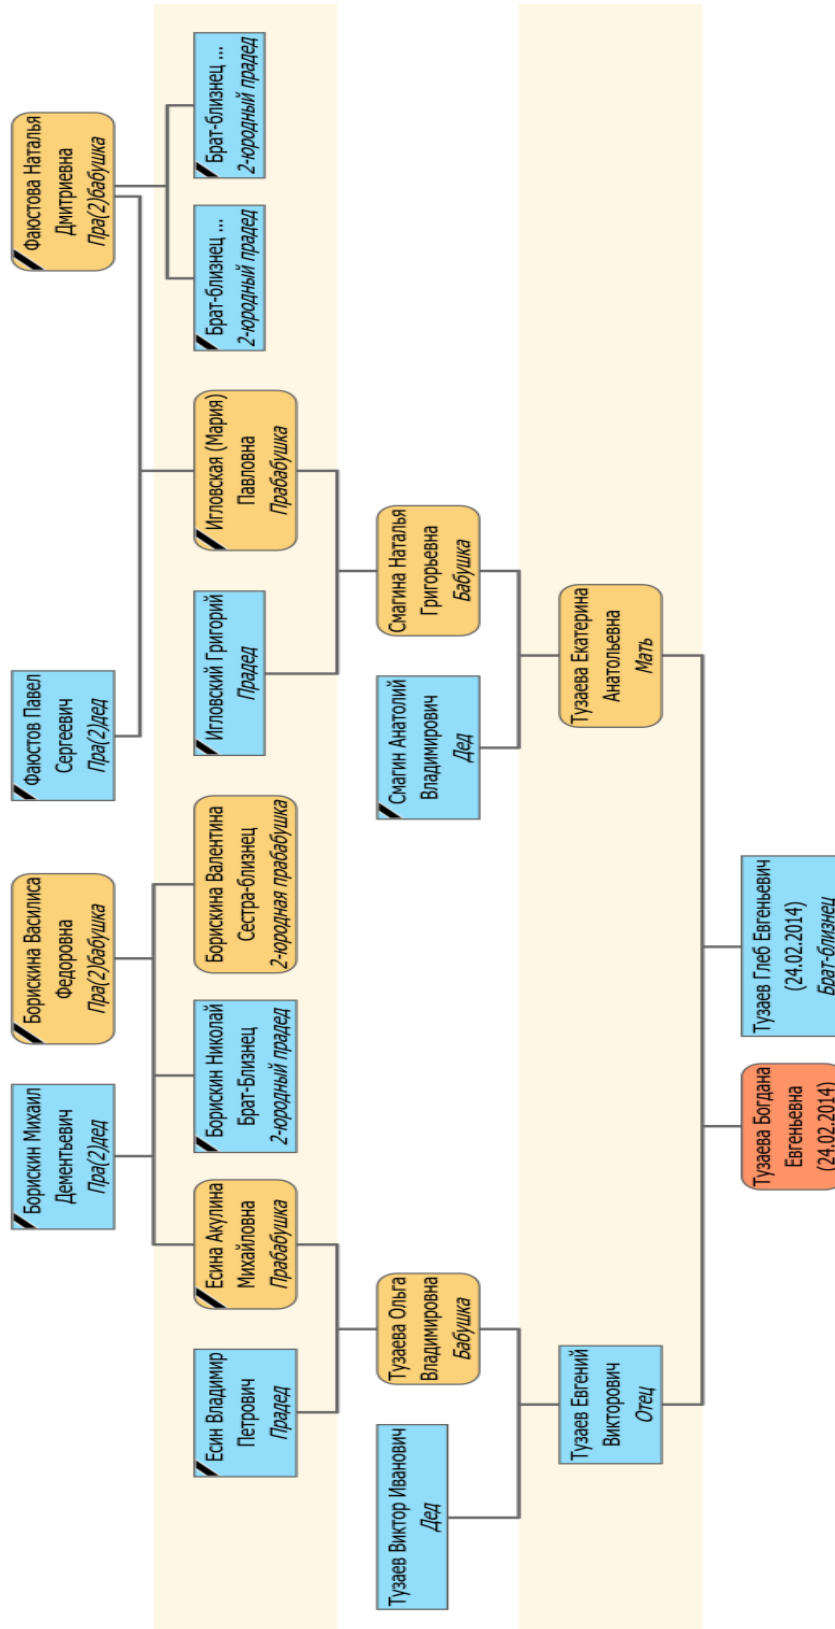 Борискин Михаил
Дементьевич
Пра(2)дед
Борискина Василиса
Федоровна
Пра(2)бабушка
Фаюстов Павел
Сергеевич
Пра(2)дед
Фаюстова Наталья
Дмитриевна
Пра(2)бабушка
Есин Владимир
Петрович
Прадед
Есина Акулина
Михайловна
Прабабушка
Борискин Николай
Брат-Близнец
2-юродный прадед
Борискина Валентина
Сестра-близнец
2-юродная прабабушка
Игловский Григорий
Прадед
Игловская (Мария)
Павловна
Прабабушка
Брат-близнец ...
2-юродный прадед
Брат-близнец ...
2-юродный прадед
Тузаев Виктор Иванович
Дед
Тузаева Ольга
Владимировна
Бабушка
Смагин Анатолий
Владимирович
Дед
Смагина Наталья
Григорьевна
Бабушка
Тузаев Евгений
Викторович
Отец
Тузаева Екатерина
Анатольевна
Мать
Тузаева Богдана
Евгеньевна
(24.02.2014)
Тузаев Глеб Евгеньевич
(24.02.2014)
Брат-близнец